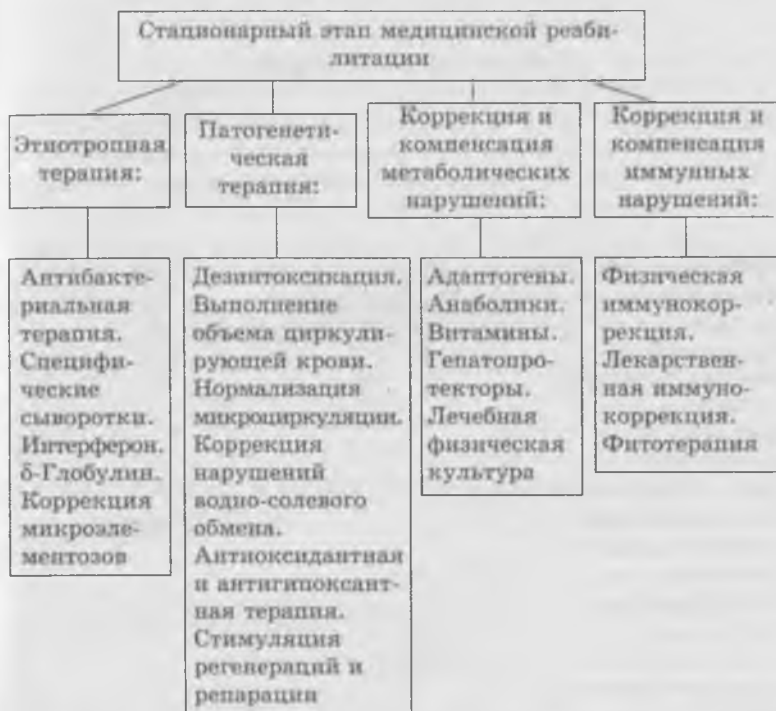 Стационарный этап медицинской реаби-
литации
Этиотропная
терапия:
Патогенети-
ческая
терапия:
Коррекция и
компенсация
метаболических
нарушений:
Коррекция и
компенсация
иммунных
нарушений:
Антибакте-
риальная
терапия.
Специфи-
ческие
сыворотки.
Интерферон.
δ-Глобулин.
Коррекция
микроэле-
ментозов
Дезинтоксикация.
Выполнение
объема циркули-
рующей крови.
Нормализация
микроциркуляции.
Коррекция
нарушений
водно-солевого
обмена.
Антиоксидантная
и антигипоксант-
ная терапия.
Стимуляция
регенераций и
репарации
Адаптогены.
Анаболики.
Витамины.
Гепатопро-
текторы.
Лечебная
физическая
культура
Физическая
иммунокор-
рекция.
Лекарствен-
ная иммуно-
коррекция.
Фитотерапия